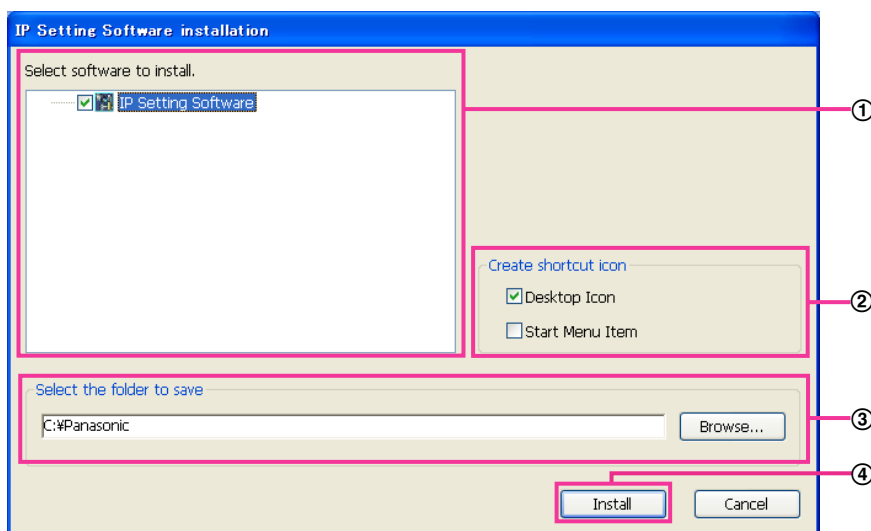 IP Setting Software installation
Select software to install.
IP Setting Software
①
Create shortcut icon
Desktop Icon
②
Start Menu Item
Select the folder to save
C:¥Panasonic
Browse...
③
④
Install
Cancel